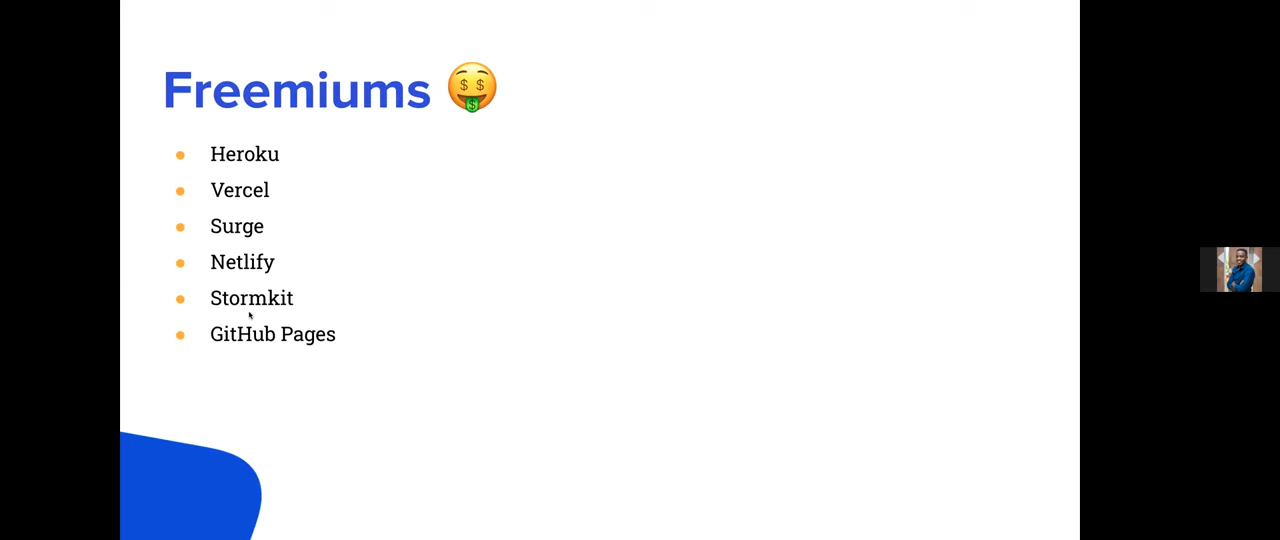 Freemiums 🤑
Heroku
Vercel
Surge
Netlify
Stormkit
GitHub Pages